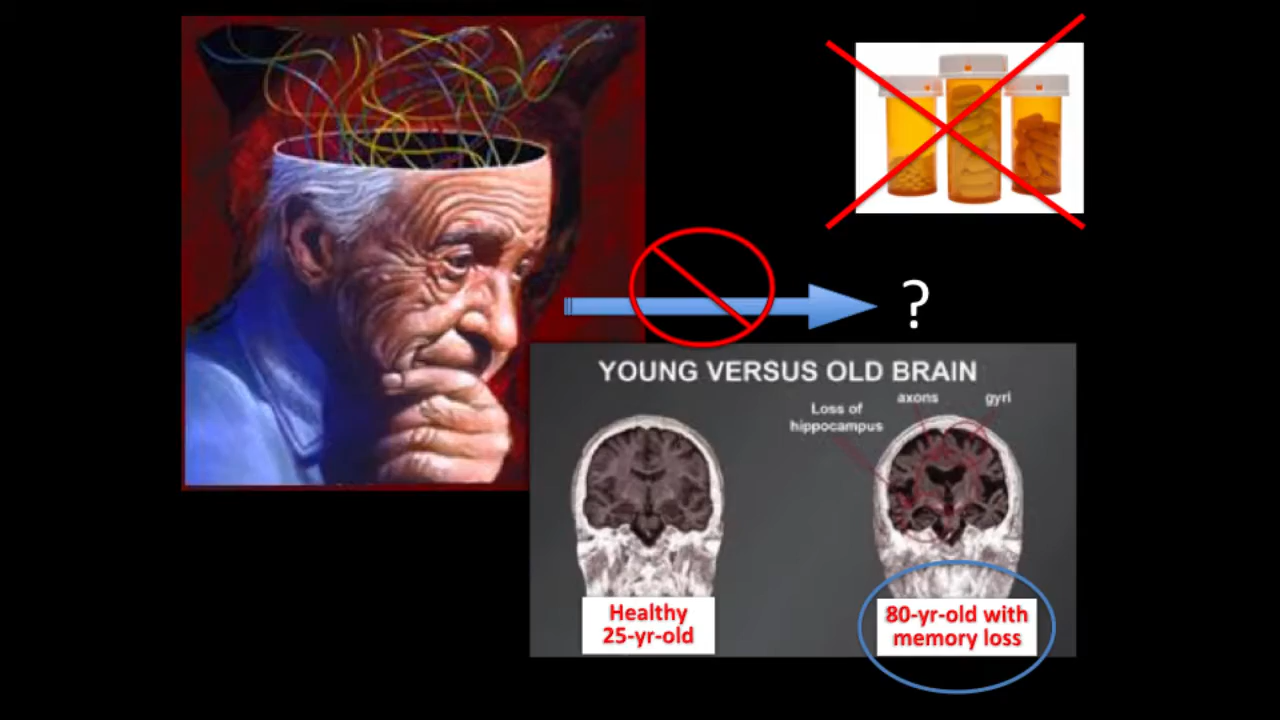 ?
YOUNG VERSUS OLD BRAIN
Loss of
hippocampus
axons
gyri
Healthy
25-yr-old
80-yr-old with
memory loss